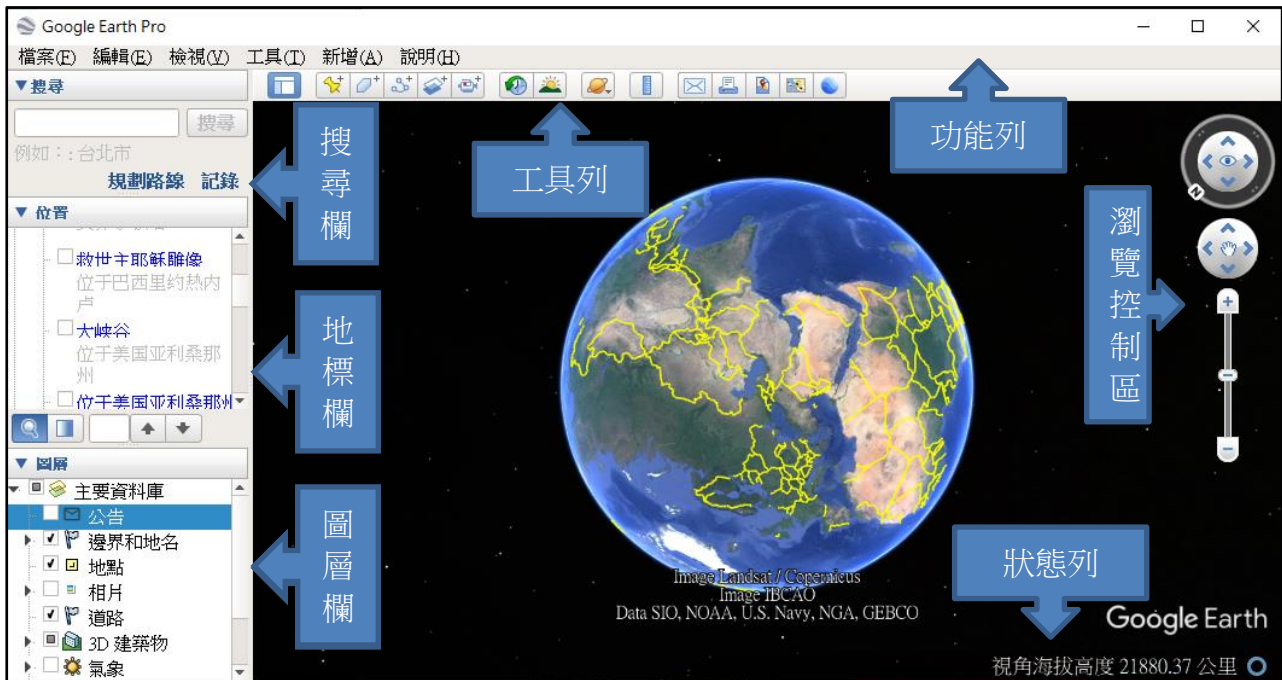 Google Earth Pro
檔案(F) 編輯(E) 檢視(V) 工具(T) 新增(A) 說明(H)
搜尋
搜尋
例如：: 台北市
規劃路線 記錄
位置
救世主耶稣雕像
位于巴西里约热内
卢
大峡谷
位于美国亚利桑那
州
位于美国亚利桑那州
圖層
主要資料庫
公告
邊界和地名
地點
相片
道路
3D 建築物
氣象
搜尋欄
地標欄
圖層欄
工具列
功能列
瀏覽控制區
N
狀態列
Image Landsat / Copernicus
Image IBCAO
Data SIO, NOAA, U.S. Navy, NGA, GEBCO
Google Earth
視角海拔高度 21880.37 公里